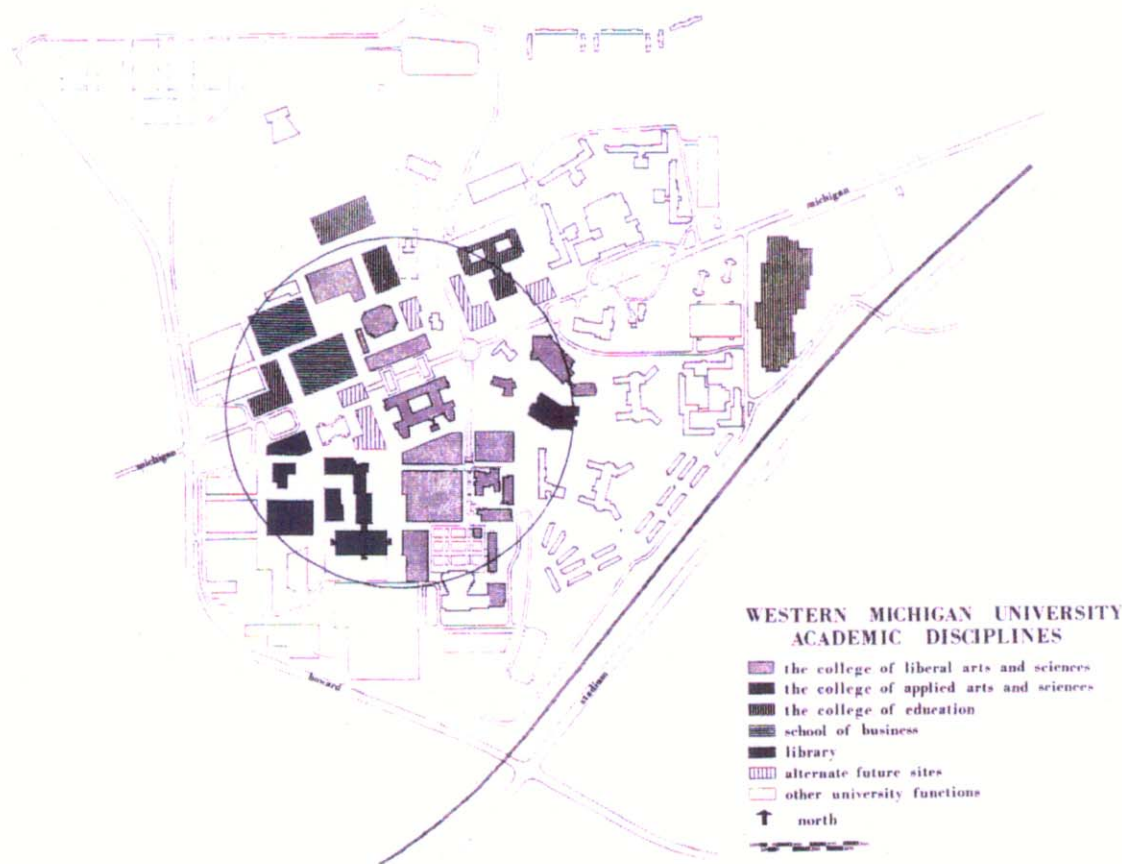 michigan
michigan
howard
stadium
WESTERN MICHIGAN UNIVERSITY
ACADEMIC DISCIPLINES
the college of liberal arts and sciences
the college of applied arts and sciences
the college of education
school of business
library
alternate future sites
other university functions
north